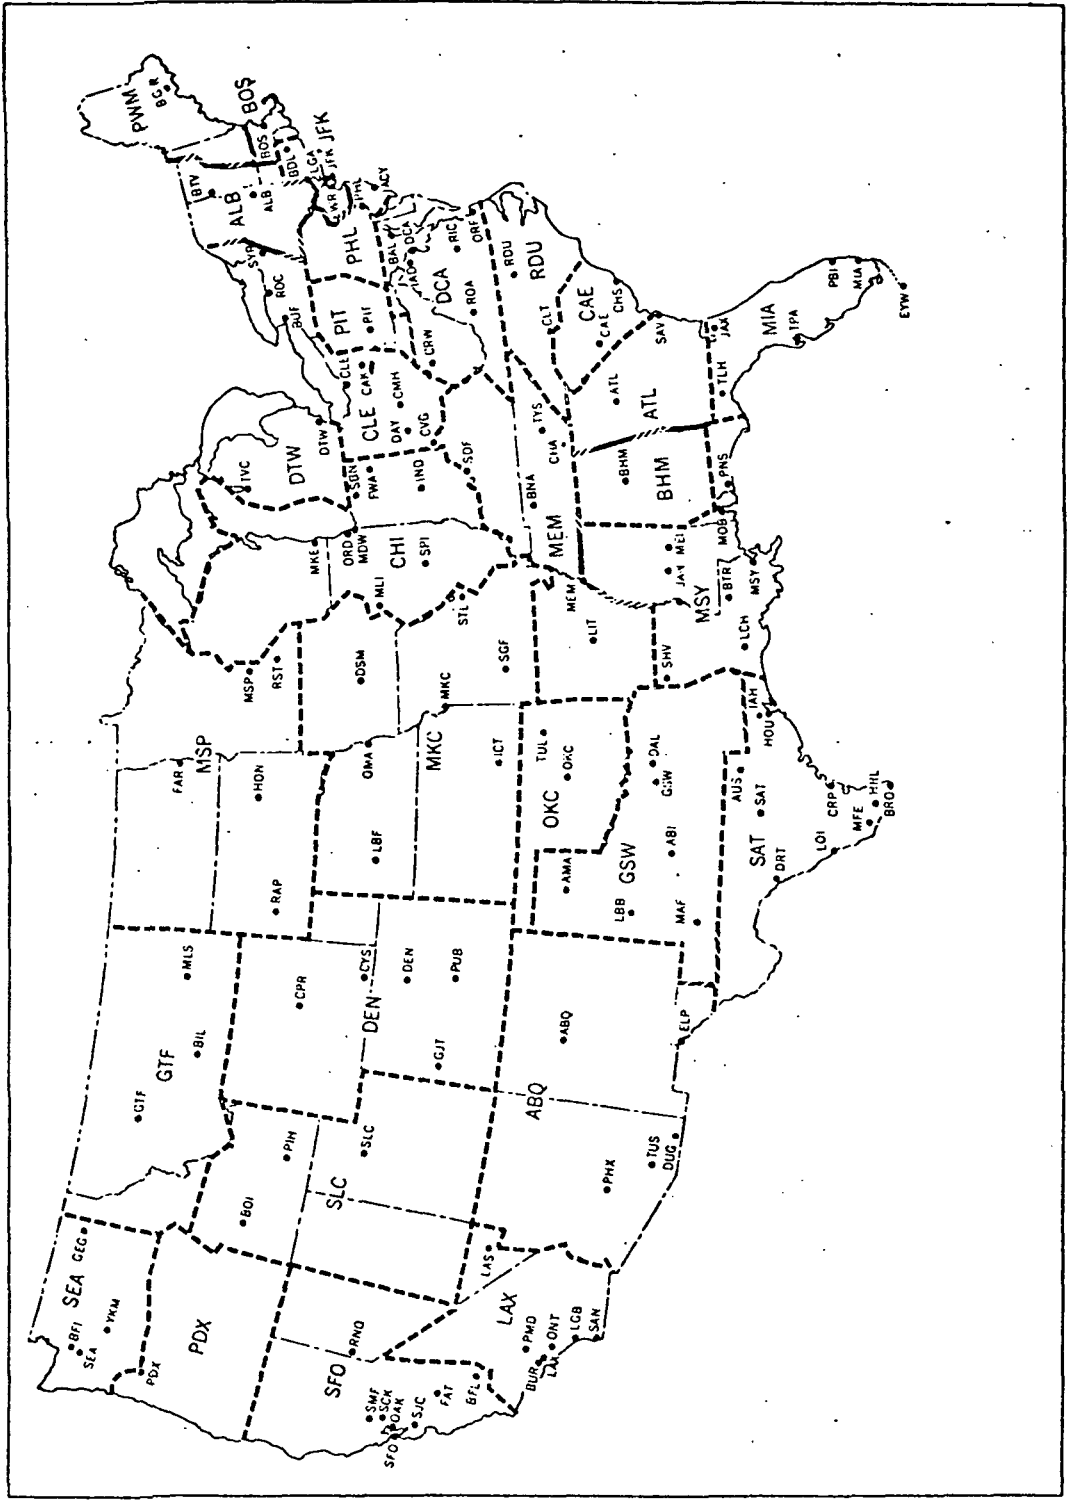 SEA
GEG
BFI
SEA
YKM
PDX
PDX
GTF
GTF
BIL
MLS
BOI
PIH
SLC
SLC
SFO
RNO
SMF
SCK
OAK
SFO
SJC
FAT
BFL
LAX
LAS
PMD
BUR
ONT
LAX
LGB
SAN
CPR
CYS
DEN
DEN
PUB
GJT
ABQ
ABQ
PHX
TUS
DUG
ELP
MSP
FAR
HON
RAP
MSP
RST
DSM
OMA
LBF
MKC
MKC
ICT
SGF
STL
OKC
TUL
OKC
AMA
GSW
LBB
DAL
GSW
ABI
MAF
SAT
AUS
SAT
DRT
LOI
CRP
MFE
HRL
BRO
IAH
HOU
MSY
SHV
LCH
BTR
MSY
JAN
MEI
MOB
MEM
MEM
LIT
BNA
CHA
TYS
CHI
MKE
ORD
MDW
MLI
SPI
SBN
FWA
IND
SDF
DTW
TVC
DTW
CLE
CLE
CAK
CMH
DAY
CVG
PIT
PIT
BUF
ROC
SYR
ALB
BTV
ALB
PWM
BGR
BOS
BOS
BDL
JFK
LGA
JFK
EWR
PHL
PHL
ACY
DCA
BAL
DCA
IAD
RIC
ORF
ROA
CRW
RDU
RDU
CLT
CAE
CAE
CHS
SAV
ATL
ATL
BHM
BHM
PNS
TLH
JAX
MIA
TPA
PBI
MIA
EYW